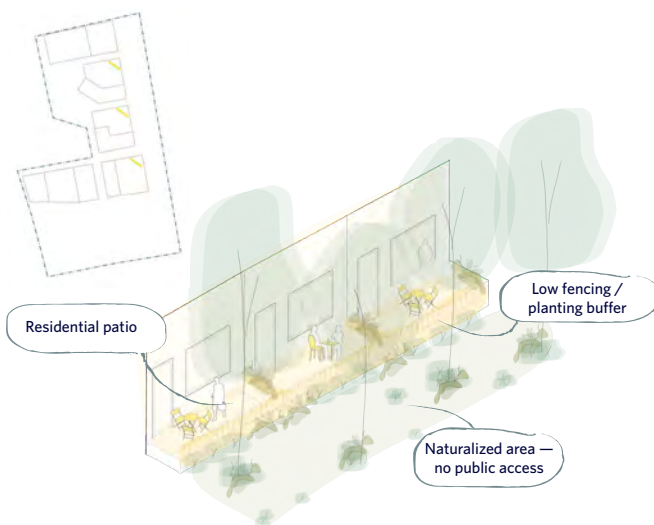 Low fencing /
planting buffer
Residential patio
Naturalized area —
no public access